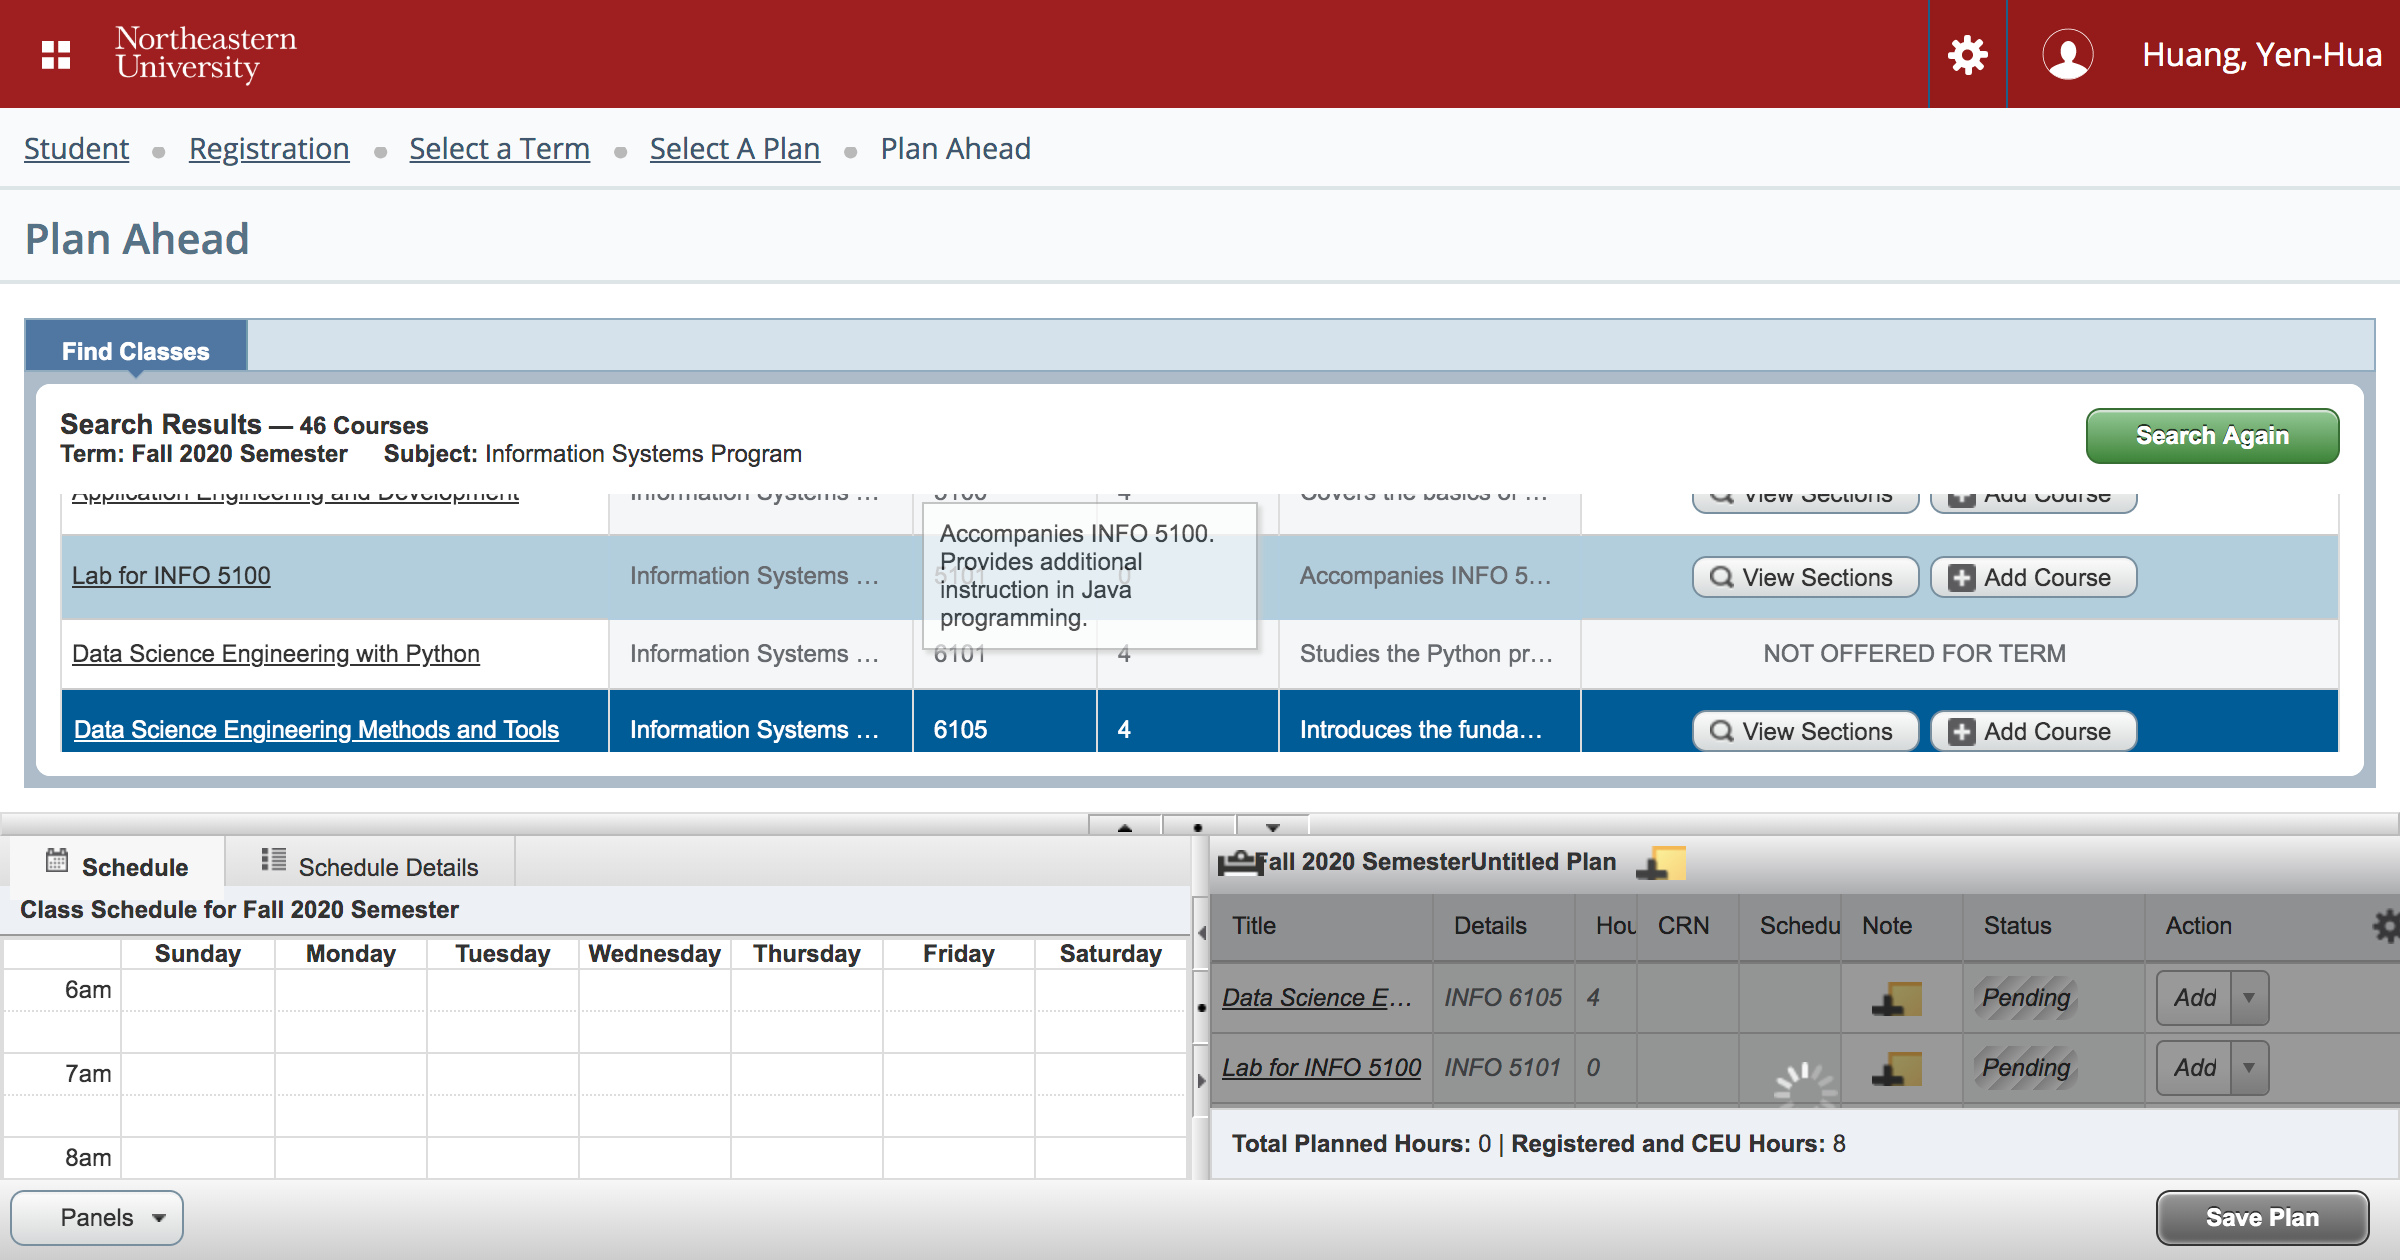 Northeastern
University
Huang, Yen-Hua
Student Registration Select a Term Select A Plan Plan Ahead
Plan Ahead
Find Classes
Search Results — 46 Courses
Term: Fall 2020 Semester Subject: Information Systems Program
Search Again
Application Engineering and Development Information Systems ... 5100 4 Covers the basics of ... View Sections Add Course
Lab for INFO 5100 Information Systems ... 5101 0 Accompanies INFO 5... View Sections Add Course
Accompanies INFO 5100.
Provides additional
instruction in Java
programming.
Data Science Engineering with Python Information Systems ... 6101 4 Studies the Python pr... NOT OFFERED FOR TERM
Data Science Engineering Methods and Tools Information Systems ... 6105 4 Introduces the funda... View Sections Add Course
Schedule Schedule Details
Class Schedule for Fall 2020 Semester
Sunday Monday Tuesday Wednesday Thursday Friday Saturday
6am
7am
8am
Fall 2020 SemesterUntitled Plan
Title Details Hou CRN Schedu Note Status Action
Data Science E... INFO 6105 4 Pending Add
Lab for INFO 5100 INFO 5101 0 Pending Add
Total Planned Hours: 0 | Registered and CEU Hours: 8
Panels
Save Plan